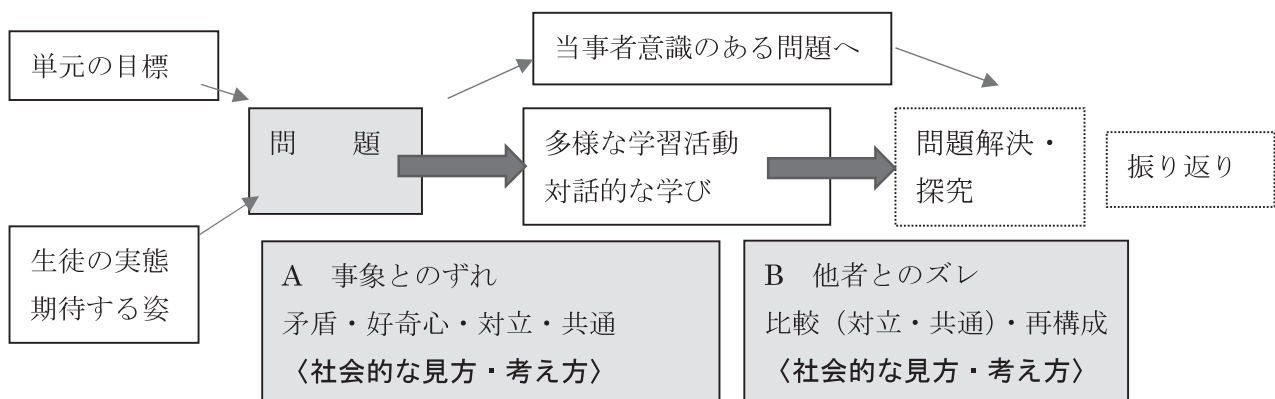 単元の目標
当事者意識のある問題へ
問　　題
多様な学習活動
対話的な学び
問題解決・
探究
振り返り
生徒の実態
期待する姿
A　事象とのずれ
矛盾・好奇心・対立・共通
〈社会的な見方・考え方〉
B　他者とのズレ
比較（対立・共通）・再構成
〈社会的な見方・考え方〉